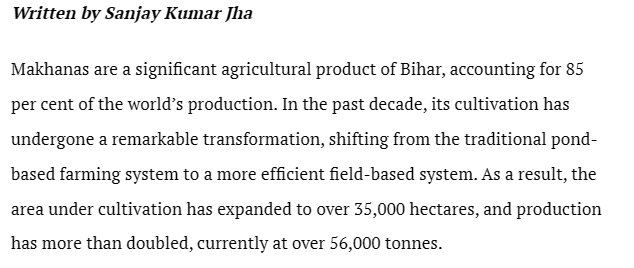 Written by Sanjay Kumar Jha
Makhanas are a significant agricultural product of Bihar, accounting for 85
per cent of the world’s production. In the past decade, its cultivation has
undergone a remarkable transformation, shifting from the traditional pond-
based farming system to a more efficient field-based system. As a result, the
area under cultivation has expanded to over 35,000 hectares, and production
has more than doubled, currently at over 56,000 tonnes.